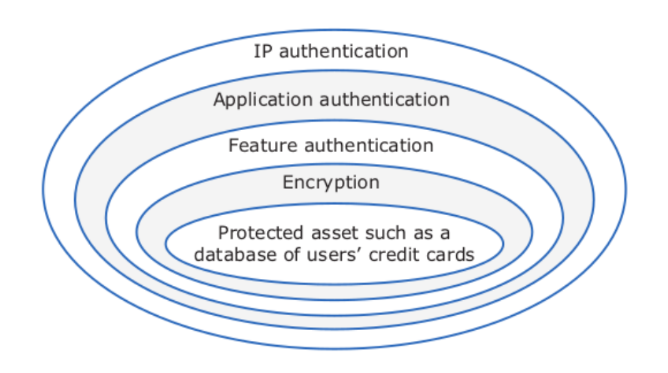 IP authentication
Application authentication
Feature authentication
Encryption
Protected asset such as a
database of users’ credit cards